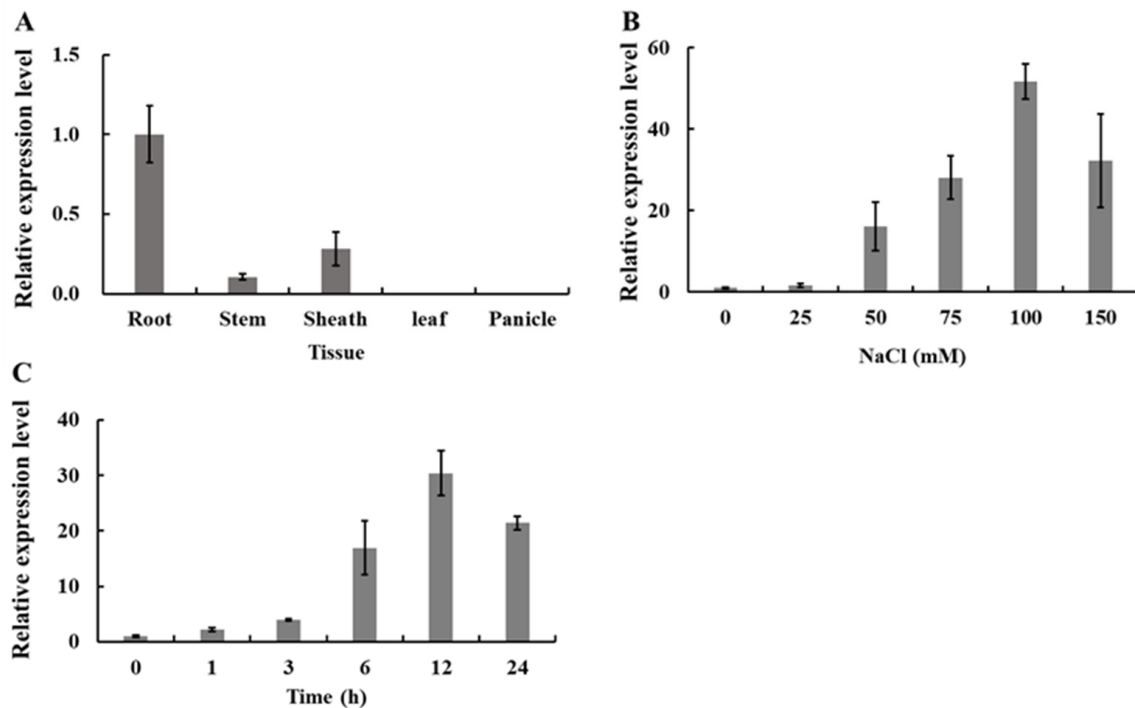 A
Relative expression level
1.5
1.0
0.5
0.0
Root Stem Sheath leaf Panicle
Tissue
B
Relative expression level
60
40
20
0
0 25 50 75 100 150
NaCl (mM)
C
Relative expression level
40
30
20
10
0
0 1 3 6 12 24
Time (h)